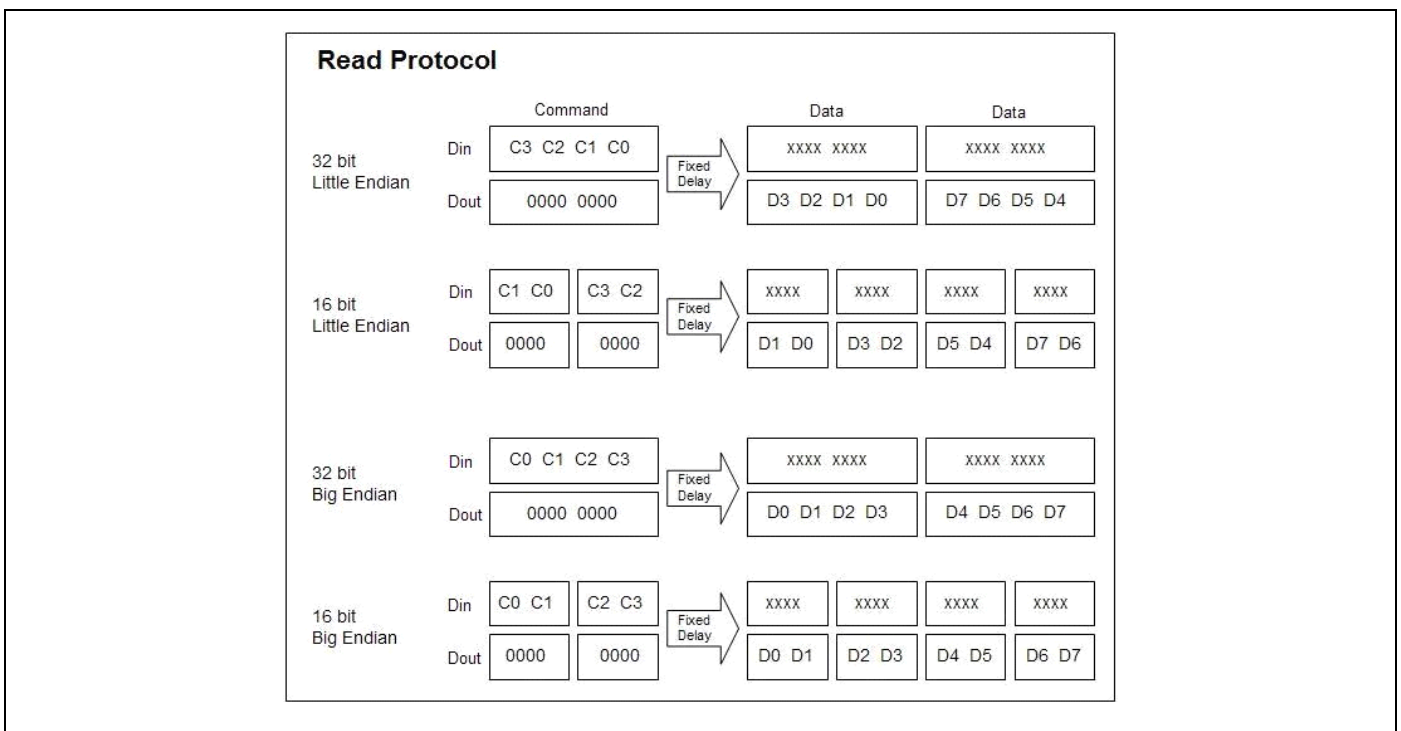 Read Protocol
Command Data Data
32 bit
Little Endian
Din C3 C2 C1 C0 Fixed Delay XXXX XXXX XXXX XXXX
Dout 0000 0000 D3 D2 D1 D0 D7 D6 D5 D4
16 bit
Little Endian
Din C1 C0 C3 C2 Fixed Delay XXXX XXXX XXXX XXXX
Dout 0000 0000 D1 D0 D3 D2 D5 D4 D7 D6
32 bit
Big Endian
Din C0 C1 C2 C3 Fixed Delay XXXX XXXX XXXX XXXX
Dout 0000 0000 D0 D1 D2 D3 D4 D5 D6 D7
16 bit
Big Endian
Din C0 C1 C2 C3 Fixed Delay XXXX XXXX XXXX XXXX
Dout 0000 0000 D0 D1 D2 D3 D4 D5 D6 D7